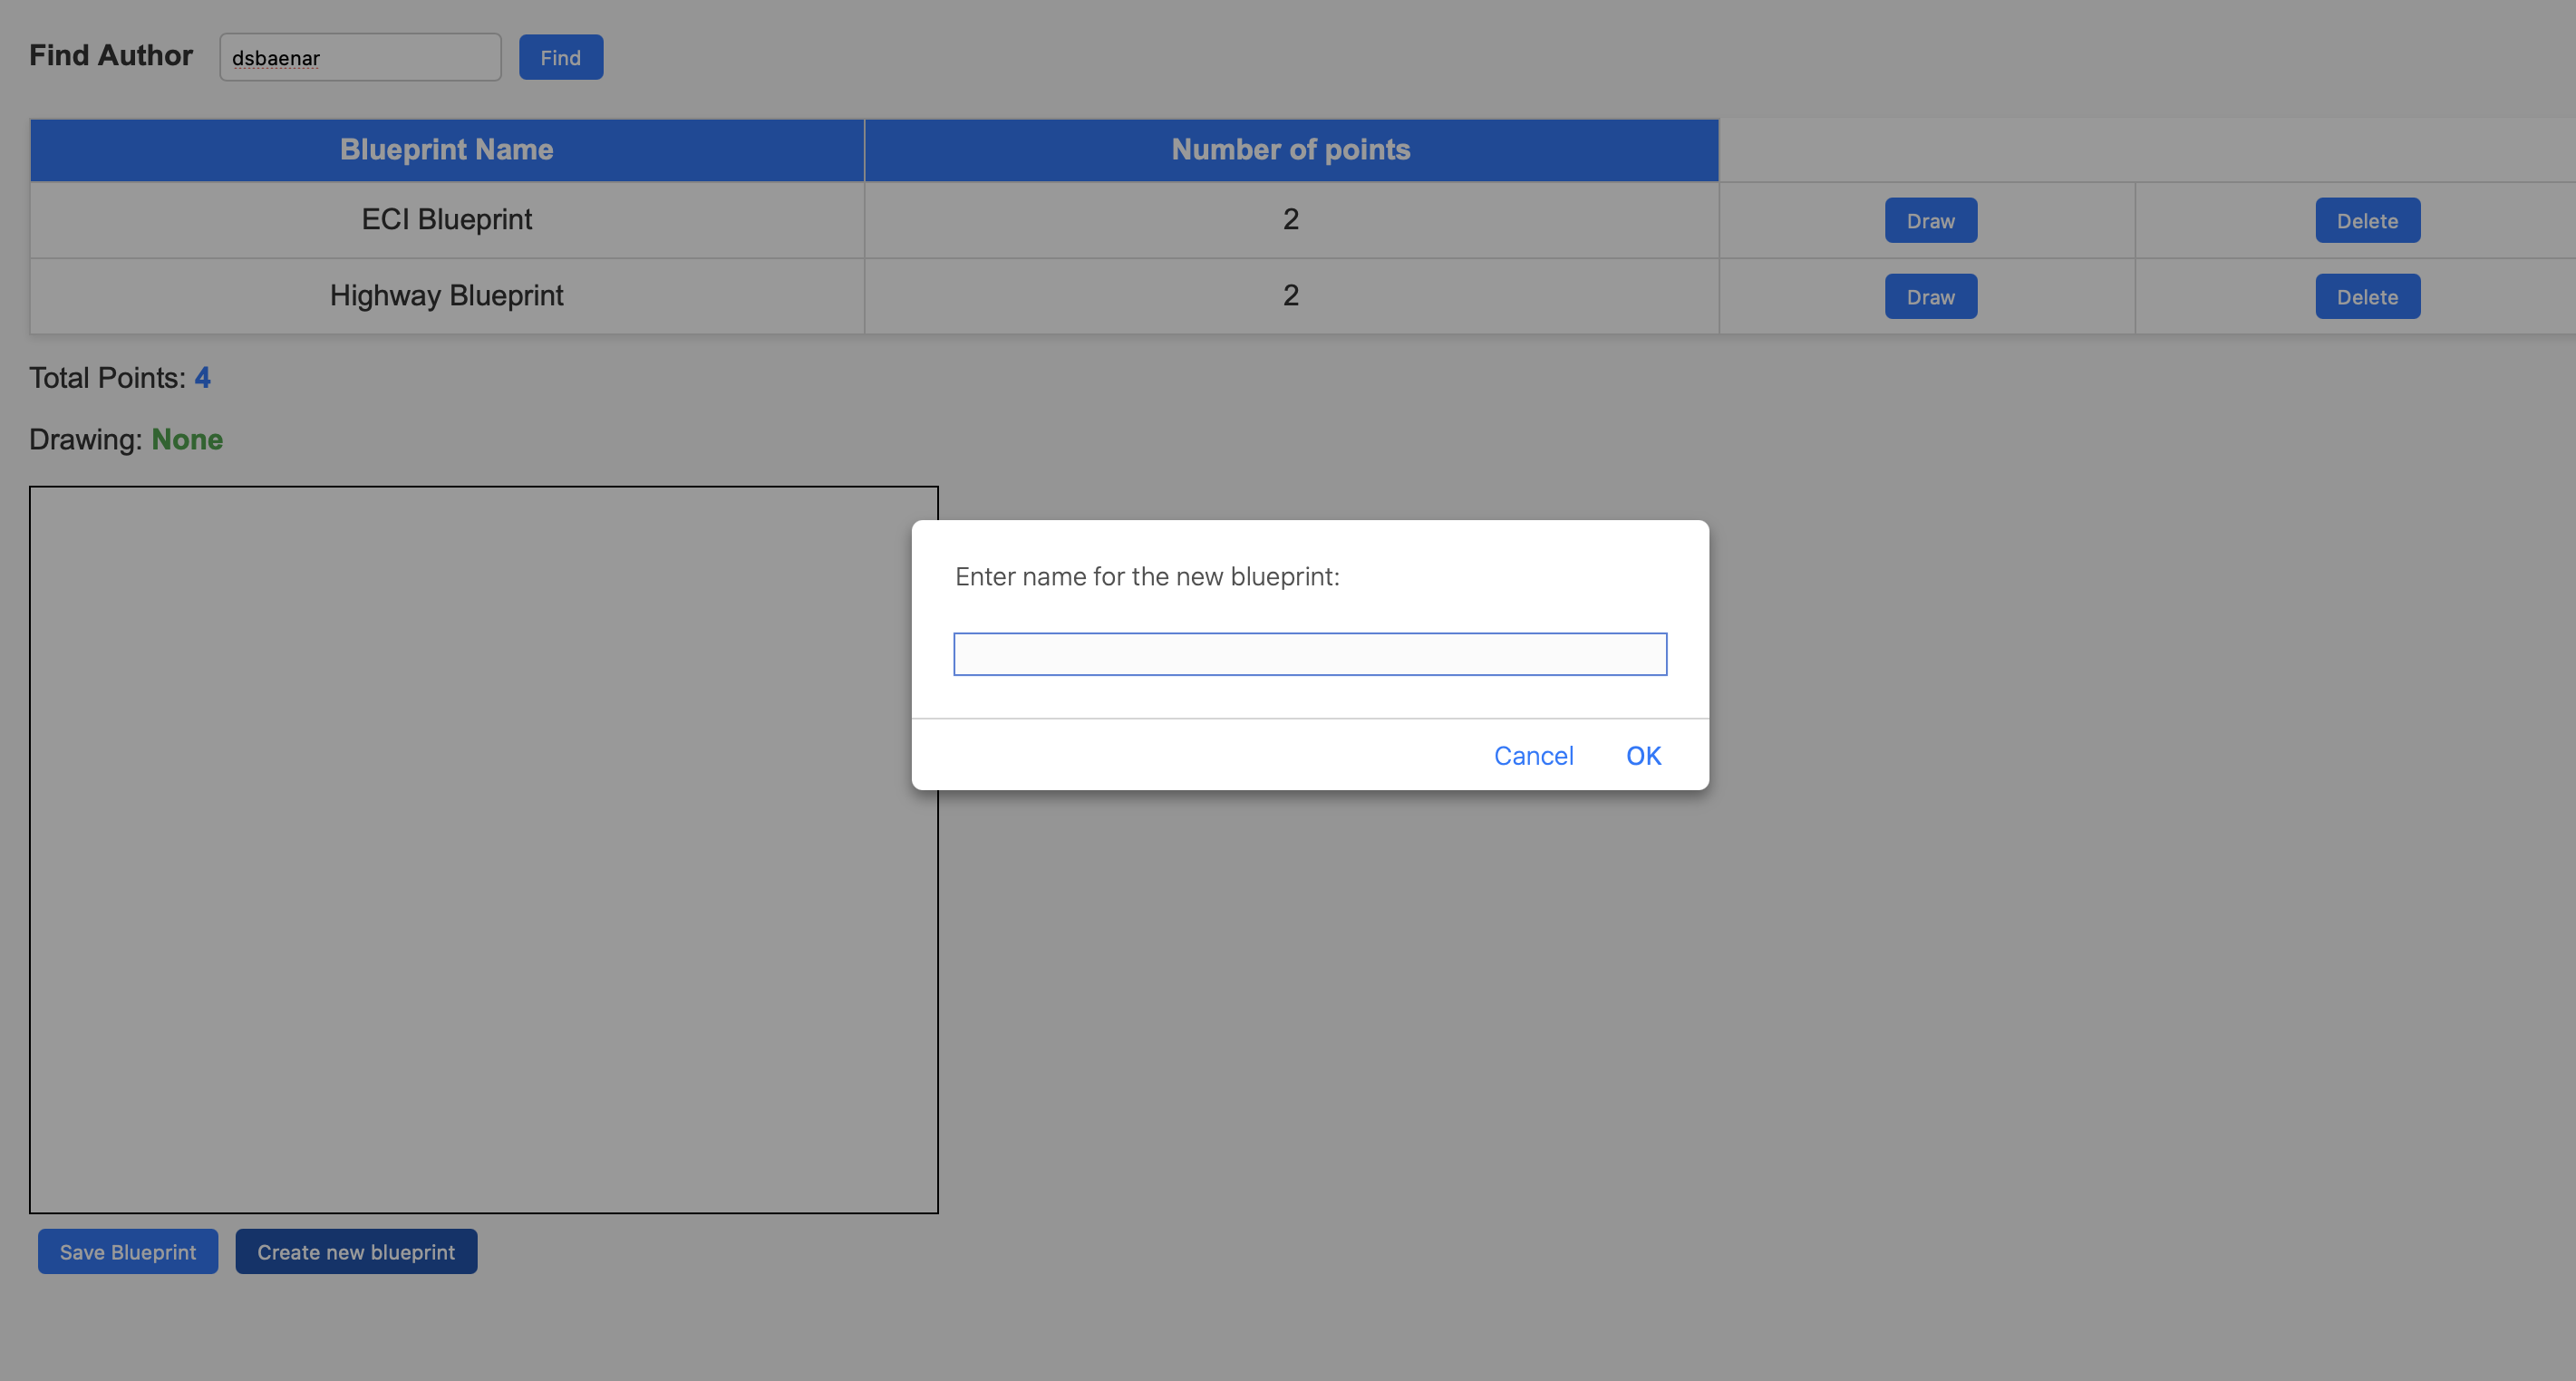 Find Author dsbaenar Find
Blueprint Name Number of points
ECI Blueprint 2 Draw Delete
Highway Blueprint 2 Draw Delete
Total Points: 4
Drawing: None
Enter name for the new blueprint:
Cancel OK
Save Blueprint Create new blueprint